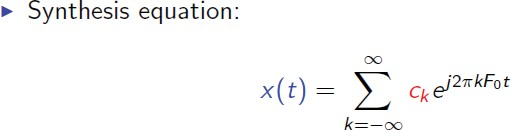 ▶ Synthesis equation:
x(t) = ∑_{k=−∞}^{∞} c_k e^{j2πkF_0t}